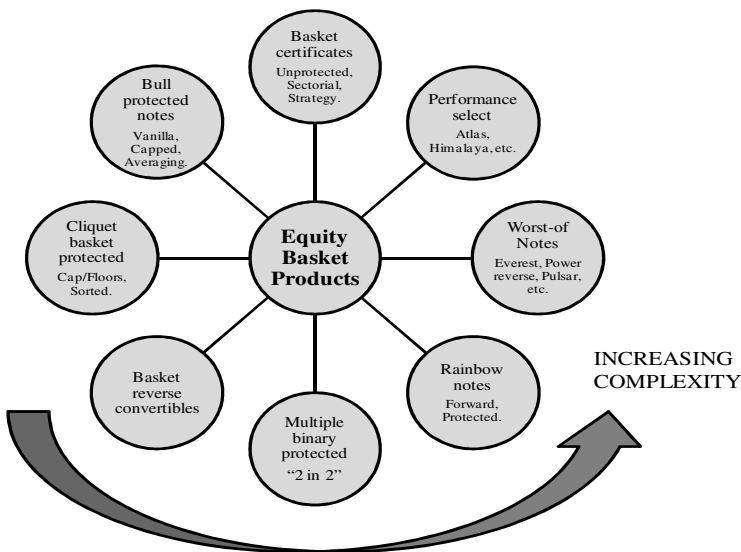 Basket
certificates
Unprotected,
Sectorial,
Strategy.
Bull
protected
notes
Vanilla,
Capped,
Averaging.
Performance
select
Atlas,
Himalaya, etc.
Cliquet
basket
protected
Cap/Floors,
Sorted.
Equity
Basket
Products
Worst-of
Notes
Everest, Power
reverse, Pulsar,
etc.
Basket
reverse
convertibles
Multiple
binary
protected
“2 in 2”
Rainbow
notes
Forward,
Protected.
INCREASING
COMPLEXITY